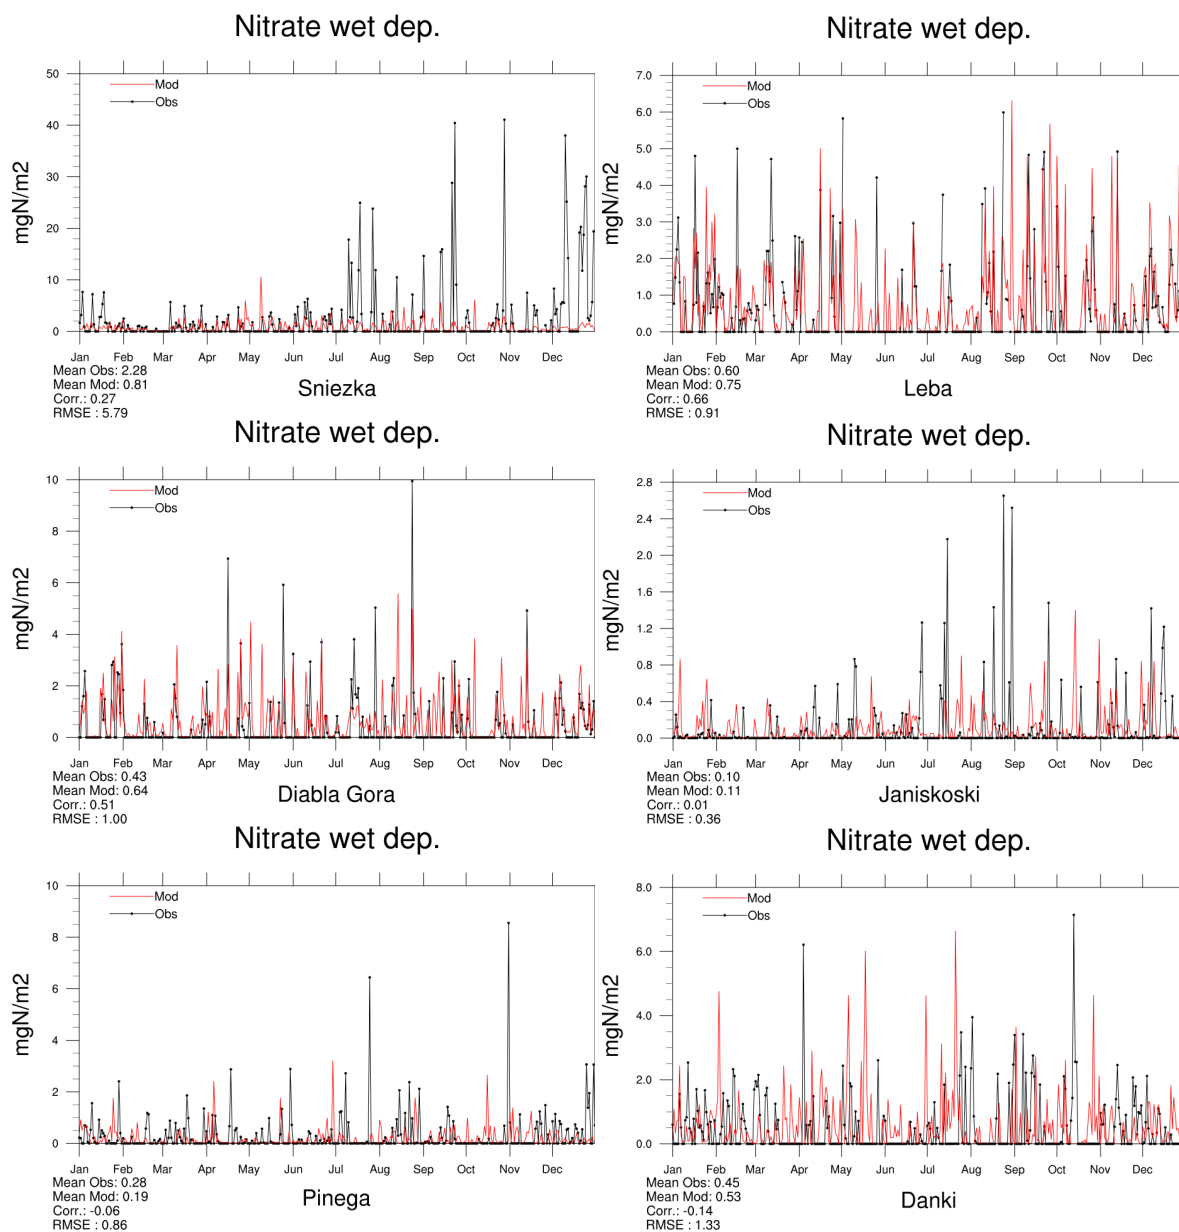 Nitrate wet dep.
Mod
Obs
mgN/m2
50
40
30
20
10
0
Jan Feb Mar Apr May Jun Jul Aug Sep Oct Nov Dec
Mean Obs: 2.28
Mean Mod: 0.81
Corr.: 0.27
RMSE : 5.79
Sniezka
Nitrate wet dep.
Mod
Obs
mgN/m2
7.0
6.0
5.0
4.0
3.0
2.0
1.0
0.0
Jan Feb Mar Apr May Jun Jul Aug Sep Oct Nov Dec
Mean Obs: 0.60
Mean Mod: 0.75
Corr.: 0.66
RMSE : 0.91
Leba
Nitrate wet dep.
Mod
Obs
mgN/m2
10
8
6
4
2
0
Jan Feb Mar Apr May Jun Jul Aug Sep Oct Nov Dec
Mean Obs: 0.43
Mean Mod: 0.64
Corr.: 0.51
RMSE : 1.00
Diabla Gora
Nitrate wet dep.
Mod
Obs
mgN/m2
2.8
2.4
2.0
1.6
1.2
0.8
0.4
0.0
Jan Feb Mar Apr May Jun Jul Aug Sep Oct Nov Dec
Mean Obs: 0.10
Mean Mod: 0.11
Corr.: 0.01
RMSE : 0.36
Janiskoski
Nitrate wet dep.
Mod
Obs
mgN/m2
10
8
6
4
2
0
Jan Feb Mar Apr May Jun Jul Aug Sep Oct Nov Dec
Mean Obs: 0.28
Mean Mod: 0.19
Corr.: -0.06
RMSE : 0.86
Pinega
Nitrate wet dep.
Mod
Obs
mgN/m2
8.0
6.0
4.0
2.0
0.0
Jan Feb Mar Apr May Jun Jul Aug Sep Oct Nov Dec
Mean Obs: 0.45
Mean Mod: 0.53
Corr.: -0.14
RMSE : 1.33
Danki